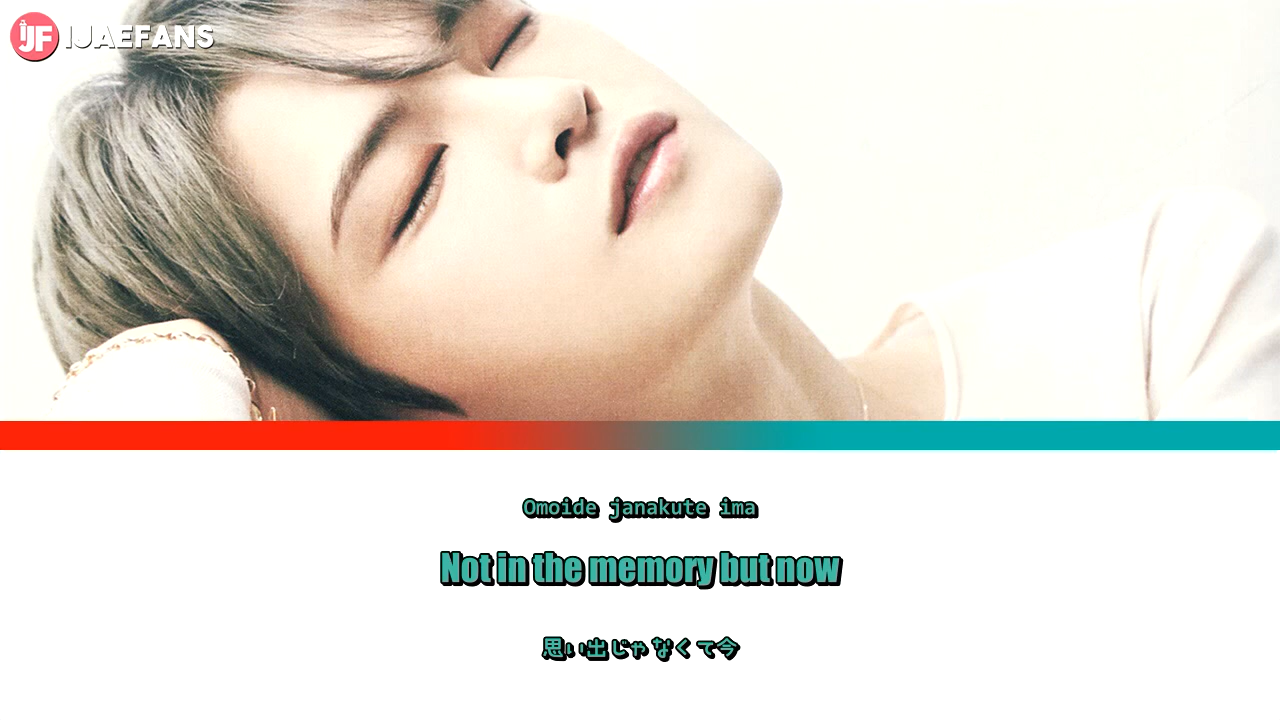 IJF IJAEFANS
Omoide janakute ima
Not in the memory but now
思い出じゃなくて今